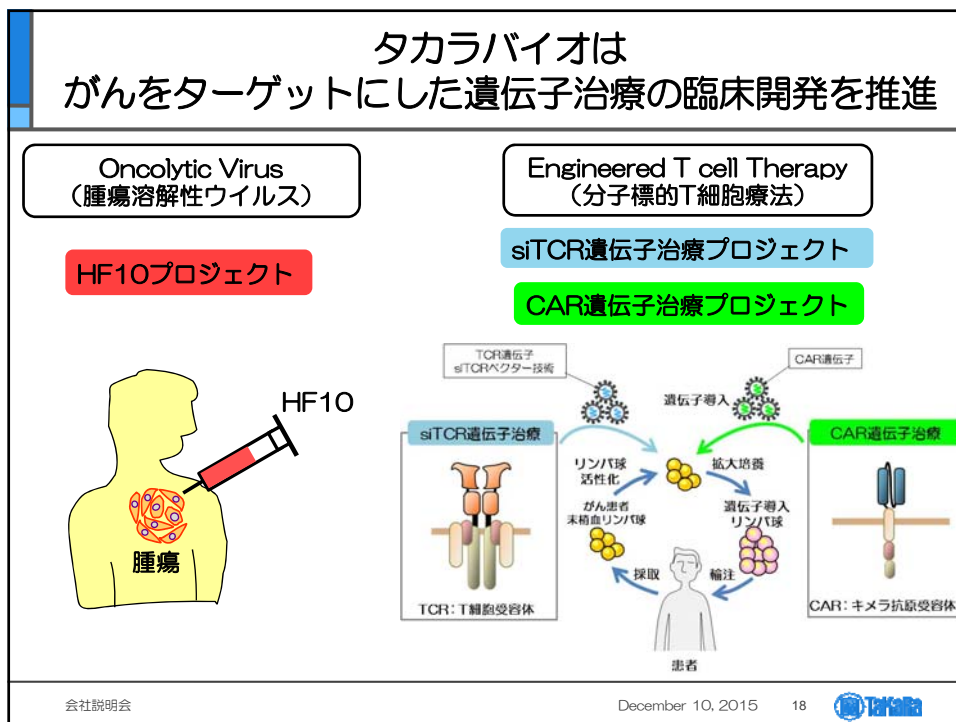 タカラバイオは
がんをターゲットにした遺伝子治療の臨床開発を推進
Oncolytic Virus
（腫瘍溶解性ウイルス）
HF10プロジェクト
HF10
腫瘍
Engineered T cell Therapy
（分子標的T細胞療法）
siTCR遺伝子治療プロジェクト
CAR遺伝子治療プロジェクト
TCR遺伝子
siTCRベクター技術
CAR遺伝子
遺伝子導入
siTCR遺伝子治療
CAR遺伝子治療
リンパ球
活性化
拡大培養
がん患者
末梢血リンパ球
遺伝子導入
リンパ球
採取
輸注
TCR：T細胞受容体
CAR：キメラ抗原受容体
患者
会社説明会
December 10, 2015
18
TaKaRa